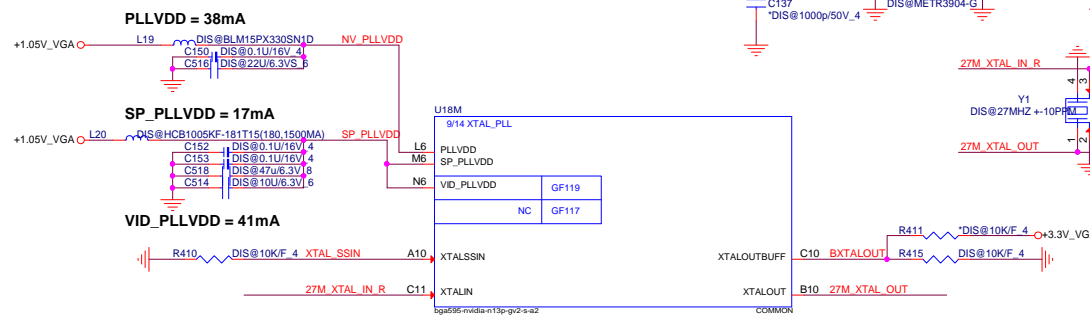 C137
*DIS@1000p/50V_4
DIS@METR3904-G
PLLVDD = 38mA
+1.05V_VGA
L19
DIS@BLM15PX330SN1D
NV_PLLVDD
C150
DIS@0.1U/16V_4
C516
DIS@22U/6.3VS_6
27M_XTAL_IN_R
4
3
Y1
DIS@27MHZ +-10PPM
1
2
27M_XTAL_OUT
SP_PLLVDD = 17mA
+1.05V_VGA
L20
DIS@HCB1005KF-181T15(180,1500MA)
SP_PLLVDD
C152
DIS@0.1U/16V_4
C153
DIS@0.1U/16V_4
C518
DIS@47u/6.3V_8
C514
DIS@10U/6.3V_6
VID_PLLVDD = 41mA
U18M
9/14 XTAL_PLL
L6
PLLVDD
M6
SP_PLLVDD
N6
VID_PLLVDD
GF119
NC
GF117
R410
DIS@10K/F_4
XTAL_SSIN
A10
XTALSSIN
27M_XTAL_IN_R
C11
XTALIN
XTALOUTBUFF
C10
BXTALOUT
R411
*DIS@10K/F_4
+3.3V_VG
R415
DIS@10K/F_4
XTALOUT
B10
27M_XTAL_OUT
bga595-nvidia-n13p-gv2-s-a2
COMMON